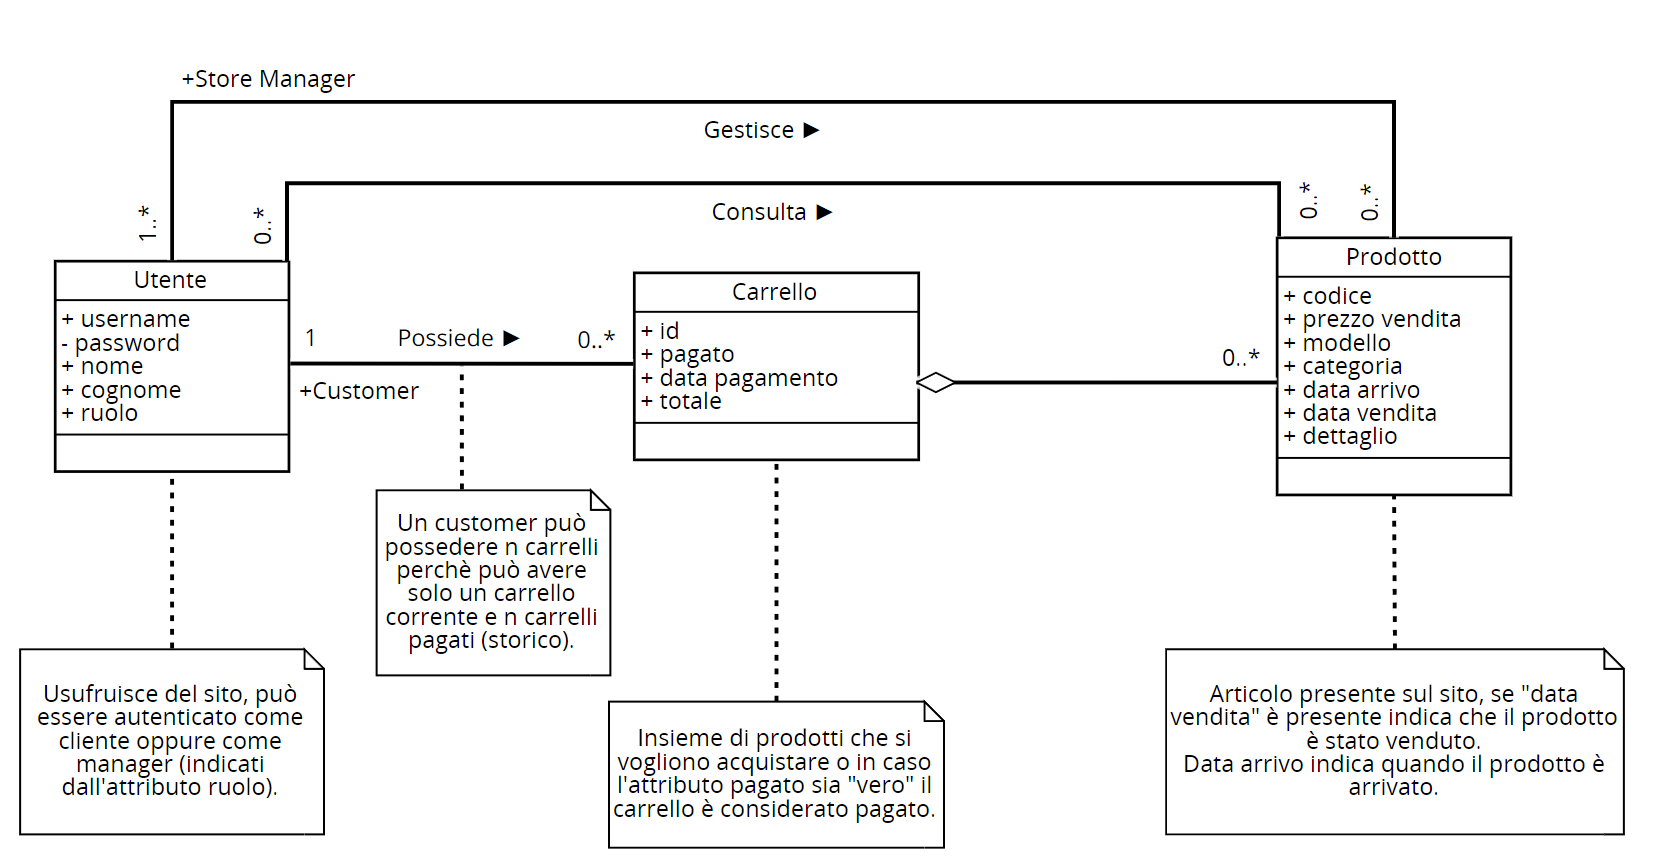 +Store Manager
Gestisce ►
Consulta ►
1..*
0..*
0..*
0..*
Utente
+ username
- password
+ nome
+ cognome
+ ruolo
1
Possiede ►
0..*
+Customer
Carrello
+ id
+ pagato
+ data pagamento
+ totale
0..*
Prodotto
+ codice
+ prezzo vendita
+ modello
+ categoria
+ data arrivo
+ data vendita
+ dettaglio
Un customer può
possedere n carrelli
perchè può avere
solo un carrello
corrente e n carrelli
pagati (storico).
Usufruisce del sito, può
essere autenticato come
cliente oppure come
manager (indicati
dall'attributo ruolo).
Insieme di prodotti che si
vogliono acquistare o in caso
l'attributo pagato sia "vero" il
carrello è considerato pagato.
Articolo presente sul sito, se "data
vendita" è presente indica che il prodotto
è stato venduto.
Data arrivo indica quando il prodotto è
arrivato.